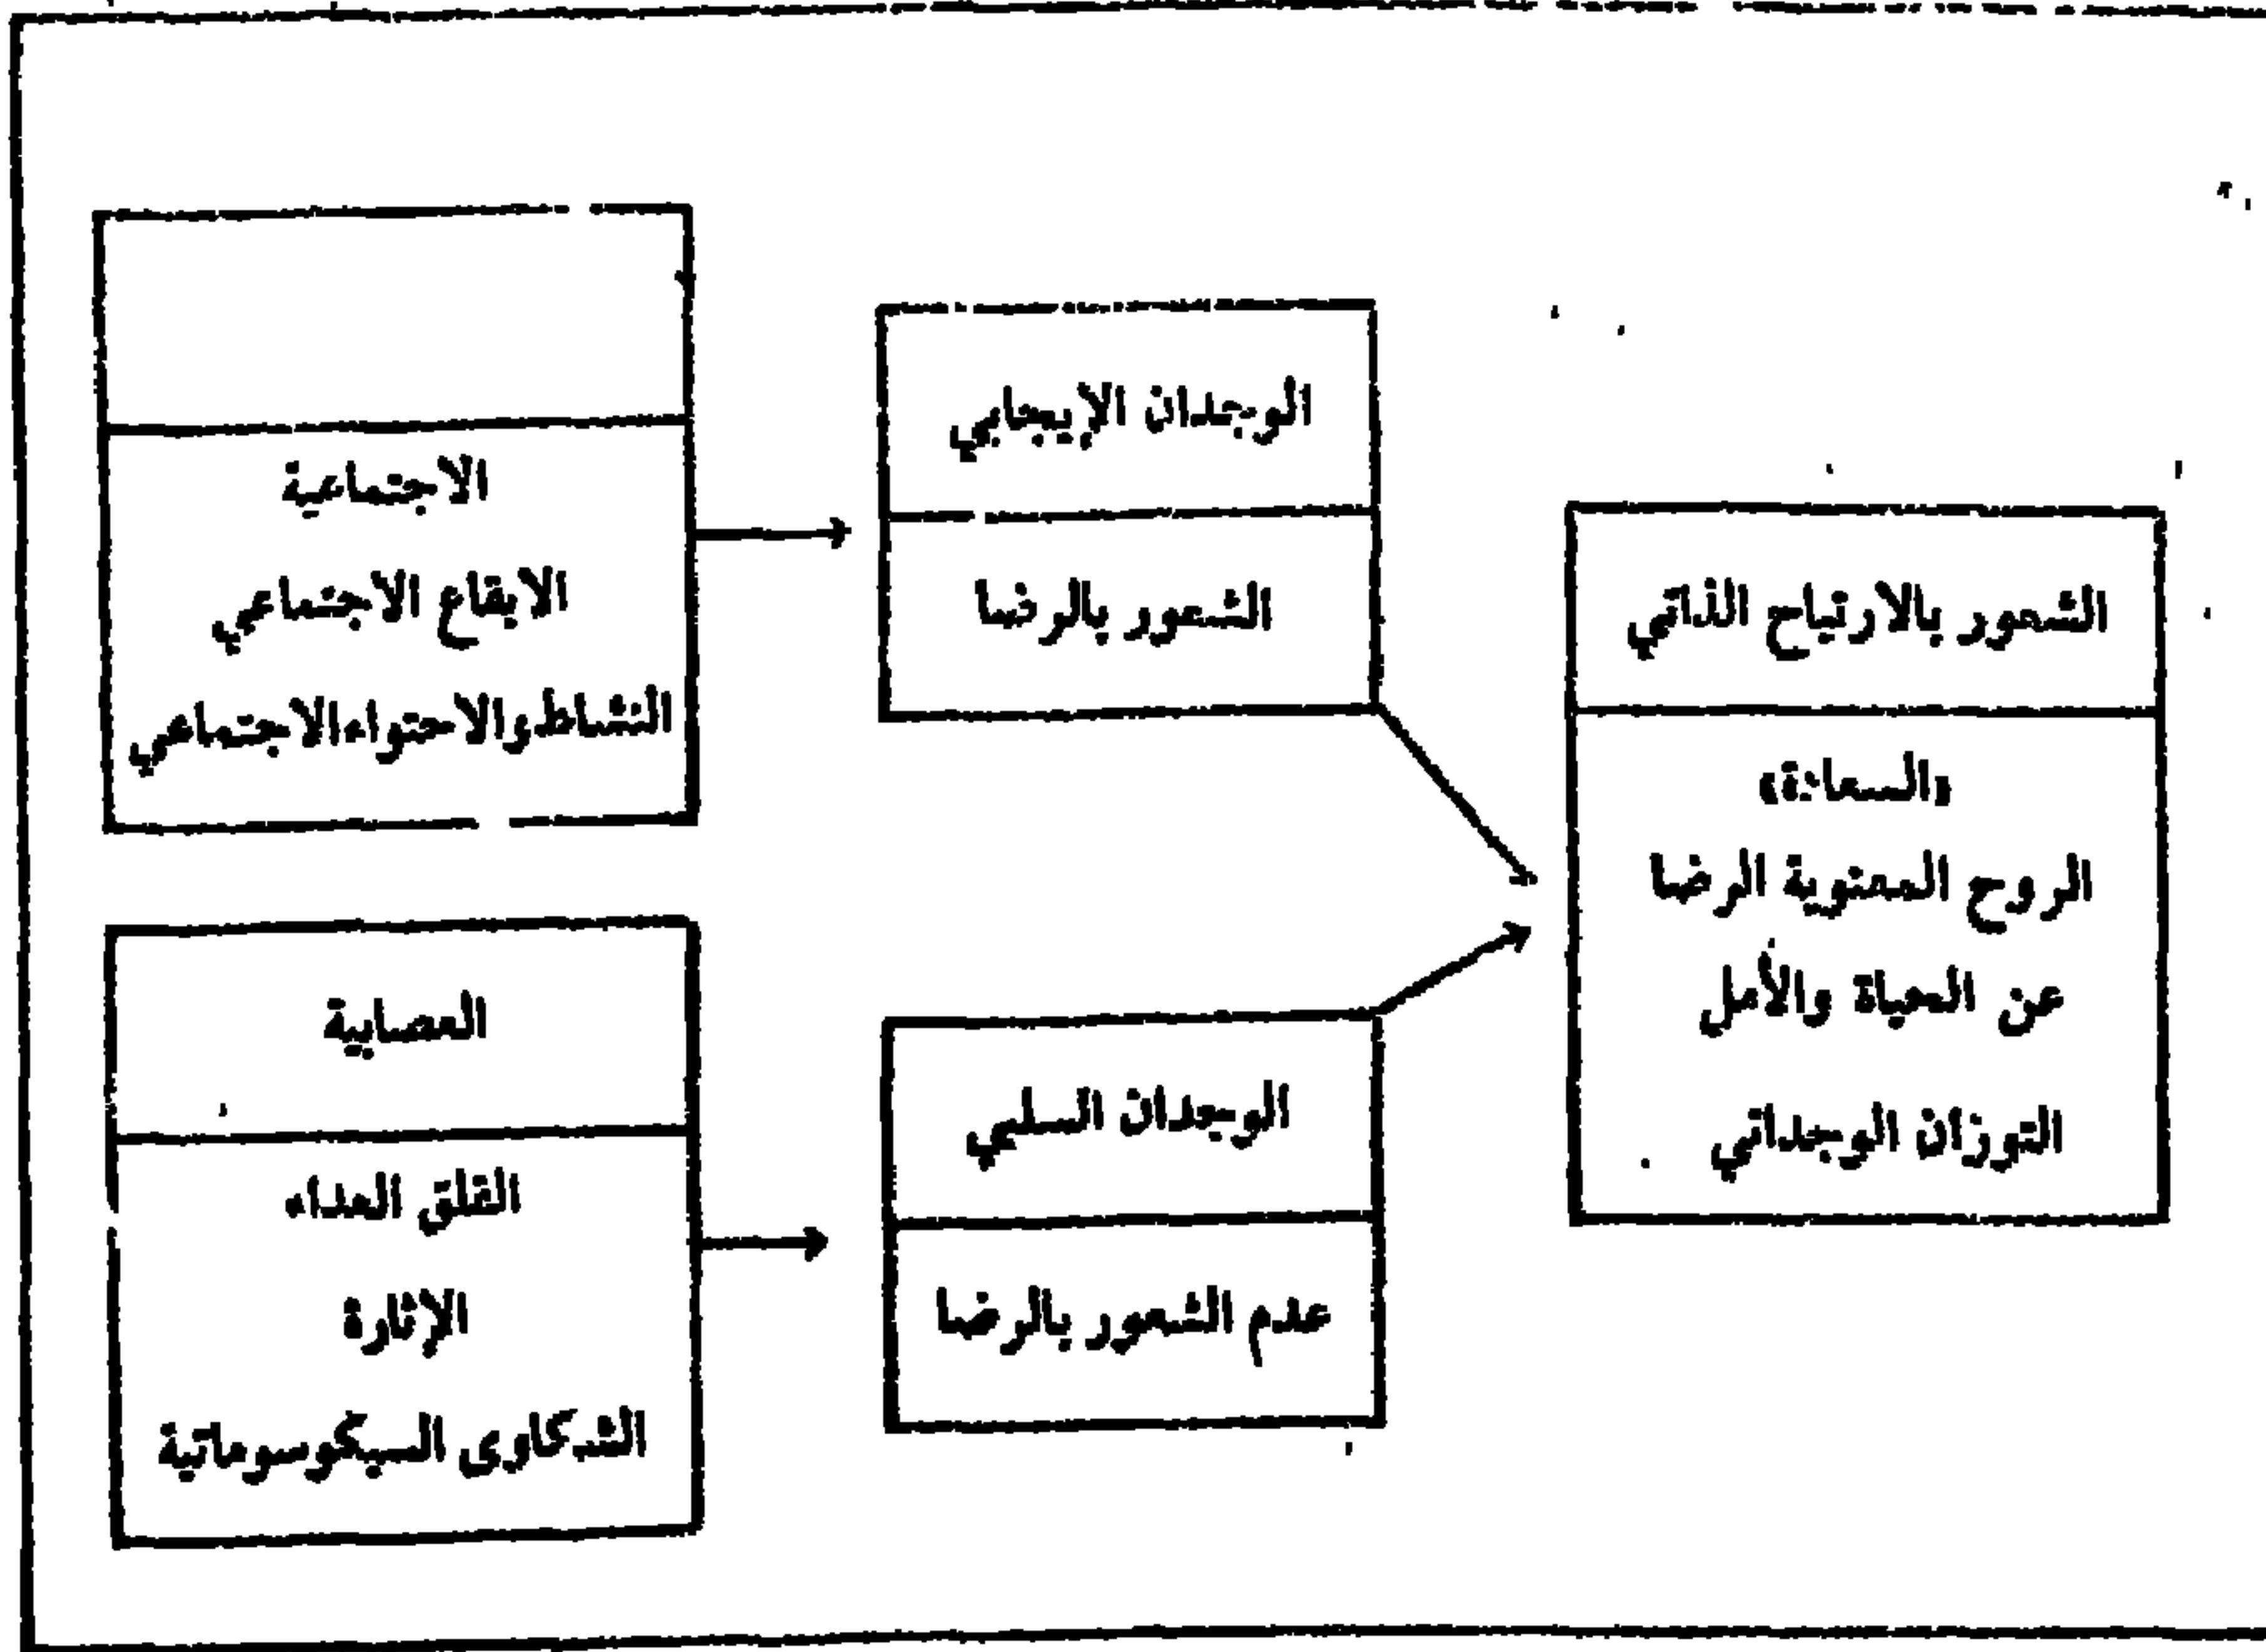 الاجتماعية
الايقاع الاجتماعي
النشاط والاحتواء الاجتماعي
الوجدان الإيجابي
الشعور بالرضا
الشعور بالارتياح الذاتي
«السعادة»
الروح المعنوية الرضا
عن الحياة والأمل
التوزان الوجداني
العصابية
القلق العداء
الإثارة
الشكاوى السيكوسوماتية
الوجدان السلبي
عدم الشعور بالرضا